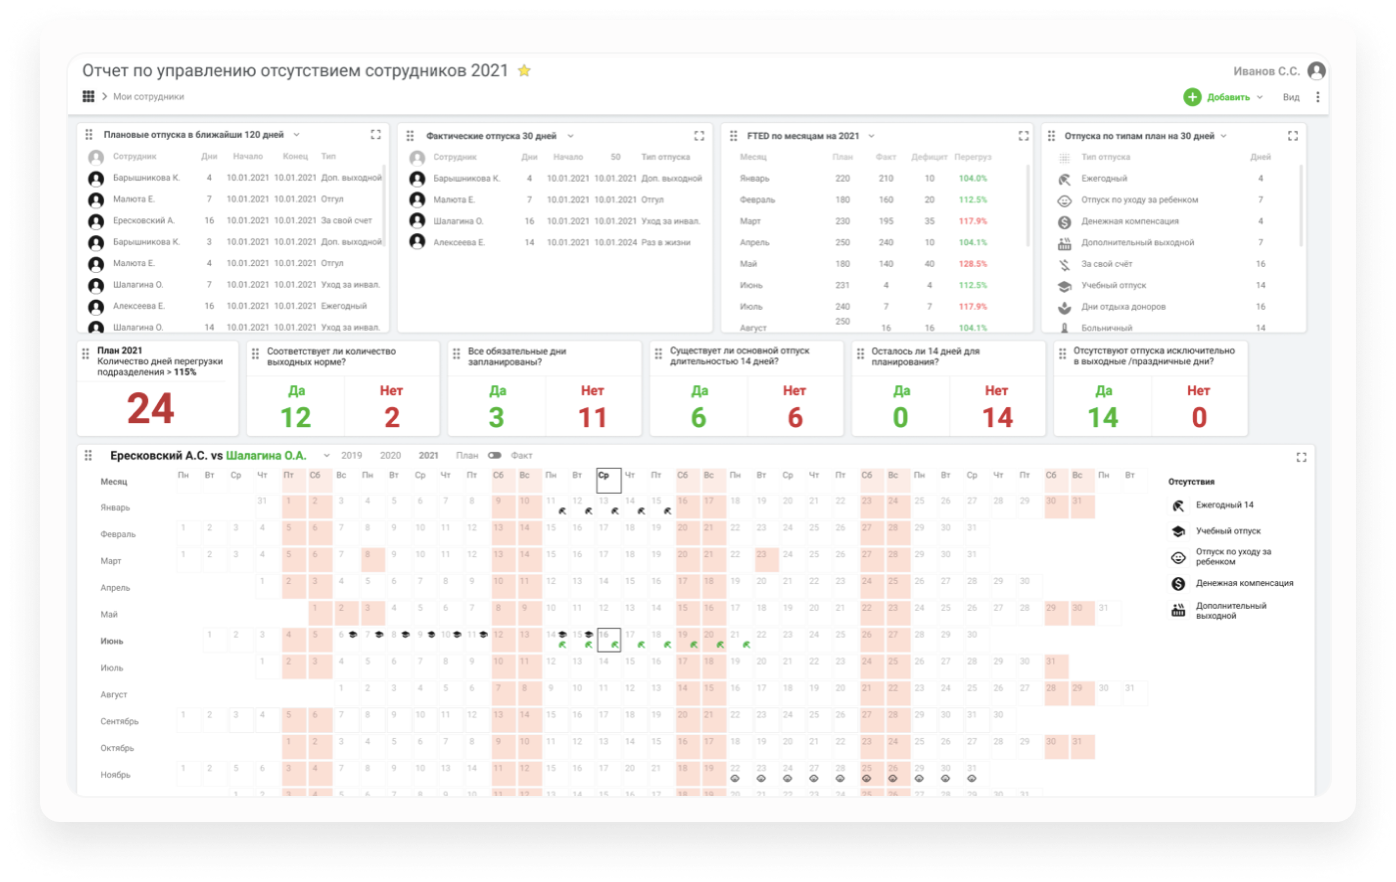 Отчет по управлению отсутствием сотрудников 2021
Иванов С.С.
Мои сотрудники
Добавить
Вид
Плановые отпуска в ближайши 120 дней
Сотрудник Дни Начало Конец Тип
Барышникова К. 4 10.01.2021 10.01.2021 Доп. выходной
Малюта Е. 7 10.01.2021 10.01.2021 Отгул
Ересковский А. 16 10.01.2021 10.01.2021 За свой счет
Барышникова К. 3 10.01.2021 10.01.2021 Доп. выходной
Малюта Е. 4 10.01.2021 10.01.2021 Отгул
Шалагина О. 7 10.01.2021 10.01.2021 Уход за инвал.
Алексеева Е. 16 10.01.2021 10.01.2021 Ежегодный
Шалагина О. 14 10.01.2021 10.01.2021 Уход за инвал.
Фактические отпуска 30 дней
Сотрудник Дни Начало 50 Тип отпуска
Барышникова К. 4 10.01.2021 10.01.2021 Доп. выходной
Малюта Е. 7 10.01.2021 10.01.2021 Отгул
Шалагина О. 16 10.01.2021 10.01.2021 Уход за инвал.
Алексеева Е. 14 10.01.2021 10.01.2024 Раз в жизни
FTED по месяцам на 2021
Месяц План Факт Дефицит Перегруз
Январь 220 210 10 104.0%
Февраль 180 160 20 112.5%
Март 230 195 35 117.9%
Апрель 250 240 10 104.1%
Май 180 140 40 128.5%
Июнь 231 4 4 112.5%
Июль 240 7 7 117.9%
Август 250 16 16 104.1%
Отпуска по типам план на 30 дней
Тип отпуска Дней
Ежегодный 4
Отпуск по уходу за ребенком 7
Денежная компенсация 4
Дополнительный выходной 7
За свой счёт 16
Учебный отпуск 14
Дни отдыха доноров 16
Больничный 14
План 2021
Количество дней перегрузки
подразделения > 115%
24
Соответствует ли количество
выходных норме?
Да Нет
12 2
Все обязательные дни
запланированы?
Да Нет
3 11
Существует ли основной отпуск
длительностью 14 дней?
Да Нет
6 6
Осталось ли 14 дней для
планирования?
Да Нет
0 14
Отсутствуют отпуска исключительно
в выходные /праздничные дни?
Да Нет
14 0
Ересковский А.С. vs Шалагина О.А. 2019 2020 2021 План Факт
Месяц Пн Вт Ср Чт Пт Сб Вс Пн Вт Ср Чт Пт Сб Вс Пн Вт Ср Чт Пт Сб Вс Пн Вт Ср Чт Пт Сб Вс Пн Вт Ср Чт Пт Сб Вс Пн Вт
Январь 31 1 2 3 4 5 6 7 8 9 10 11 12 13 14 15 16 17 18 19 20 21 22 23 24 25 26 27 28 29 30 31
Февраль 1 2 3 4 5 6 7 8 9 10 11 12 13 14 15 16 17 18 19 20 21 22 23 24 25 26 27 28 29 30 31
Март 1 2 3 4 5 6 7 8 9 10 11 12 13 14 15 16 17 18 19 20 21 22 23 24 25 26 27 28 29 30 31
Апрель 1 2 3 4 5 6 7 8 9 10 11 12 13 14 15 16 17 18 19 20 21 22 23 24 25 26 27 28 29 30
Май 1 2 3 4 5 6 7 8 9 10 11 12 13 14 15 16 17 18 19 20 21 22 23 24 25 26 27 28 29 30 31
Июнь 1 2 3 4 5 6 7 8 9 10 11 12 13 14 15 16 17 18 19 20 21 22 23 24 25 26 27 28 29 30
Июль 1 2 3 4 5 6 7 8 9 10 11 12 13 14 15 16 17 18 19 20 21 22 23 24 25 26 27 28 29 30 31
Август 1 2 3 4 5 6 7 8 9 10 11 12 13 14 15 16 17 18 19 20 21 22 23 24 25 26 27 28 29 30 31
Сентябрь 1 2 3 4 5 6 7 8 9 10 11 12 13 14 15 16 17 18 19 20 21 22 23 24 25 26 27 28 29 30
Октябрь 1 2 3 4 5 6 7 8 9 10 11 12 13 14 15 16 17 18 19 20 21 22 23 24 25 26 27 28 29 30 31
Ноябрь 1 2 5 6 3 4 7 8 9 10 13 14 11 12 15 16 17 20 21 18 19 22 23 24 27 28 25 26 29 30 31
Отсутствия
Ежегодный 14
Учебный отпуск
Отпуск по уходу за
ребенком
Денежная компенсация
Дополнительный
выходной